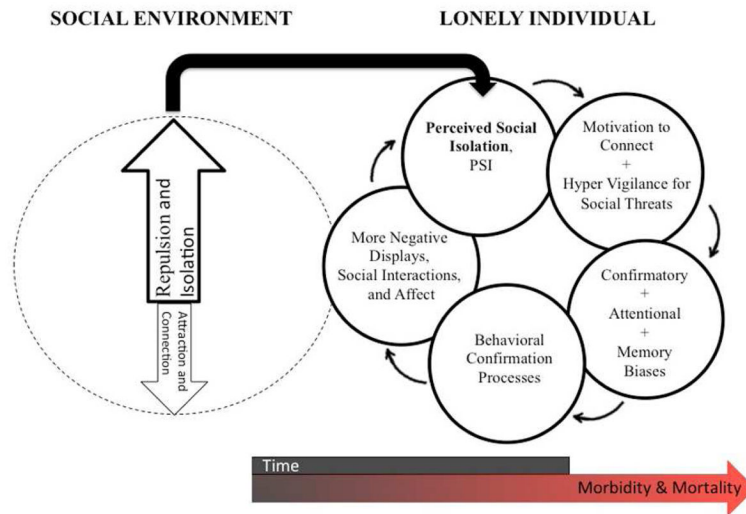 SOCIAL ENVIRONMENT
LONELY INDIVIDUAL
Repulsion and
Isolation
Attraction and
Connection
Perceived Social
Isolation,
PSI
Motivation to
Connect
+
Hyper Vigilance for
Social Threats
Confirmatory
+
Attentional
+
Memory
Biases
Behavioral
Confirmation
Processes
More Negative
Displays,
Social Interactions,
and Affect
Time
Morbidity & Mortality